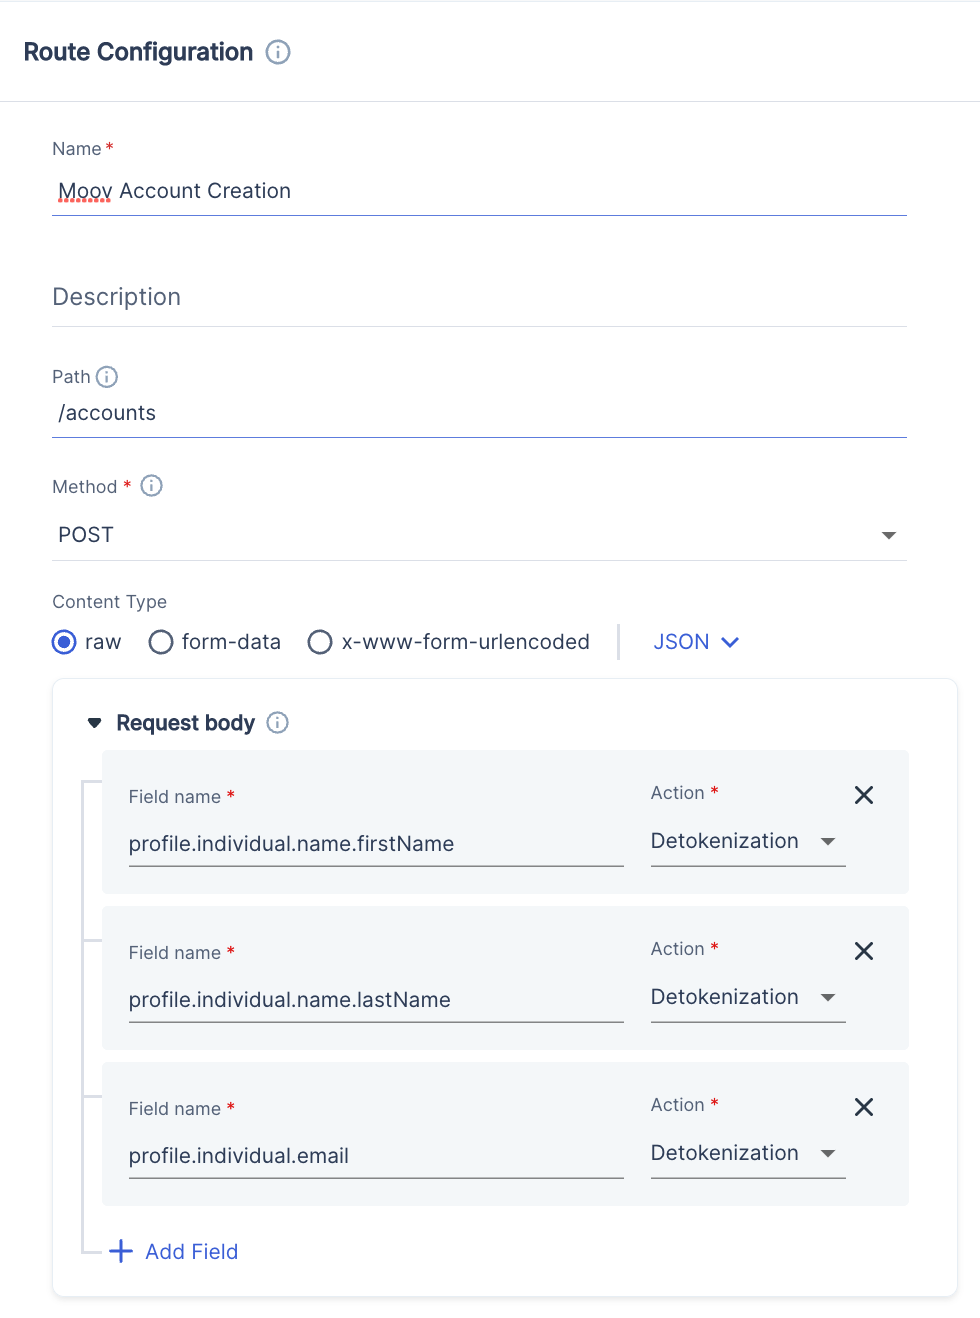 Route Configuration
Name *
Moov Account Creation
Description
Path
/accounts
Method *
POST
Content Type
raw form-data x-www-form-urlencoded JSON
Request body
Field name * Action *
profile.individual.name.firstName Detokenization
Field name * Action *
profile.individual.name.lastName Detokenization
Field name * Action *
profile.individual.email Detokenization
Add Field